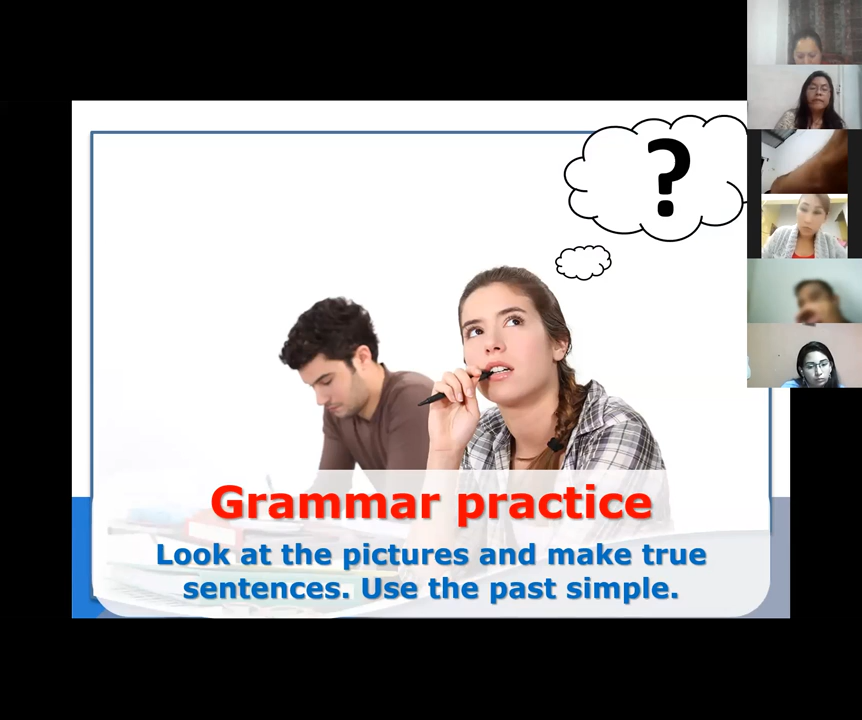 ?
Grammar practice
Look at the pictures and make true
sentences. Use the past simple.